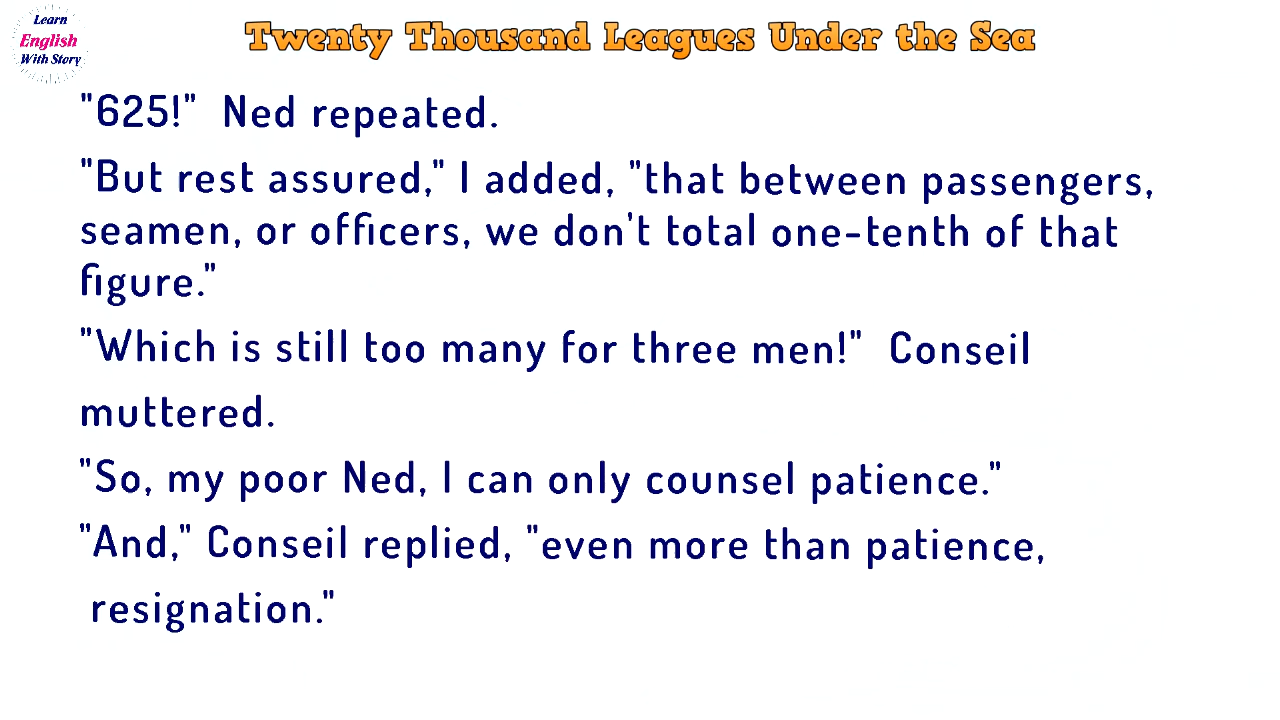 Learn
English
With Story
Twenty Thousand Leagues Under the Sea
"625!"  Ned repeated.
"But rest assured," I added, "that between passengers,
seamen, or officers, we don't total one-tenth of that
figure."
"Which is still too many for three men!"  Conseil
muttered.
"So, my poor Ned, I can only counsel patience."
"And," Conseil replied, "even more than patience,
resignation."